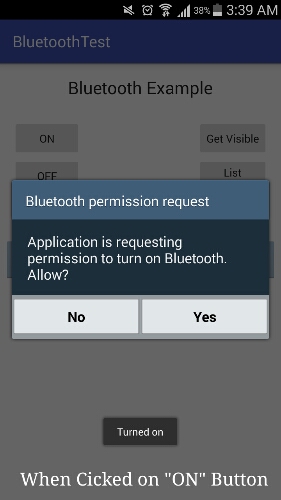 38% 3:39 AM
BluetoothTest
Bluetooth Example
ON
Get Visible
OFF
List
Bluetooth permission request
Application is requesting
permission to turn on Bluetooth.
Allow?
No
Yes
Turned on
When Cicked on "ON" Button